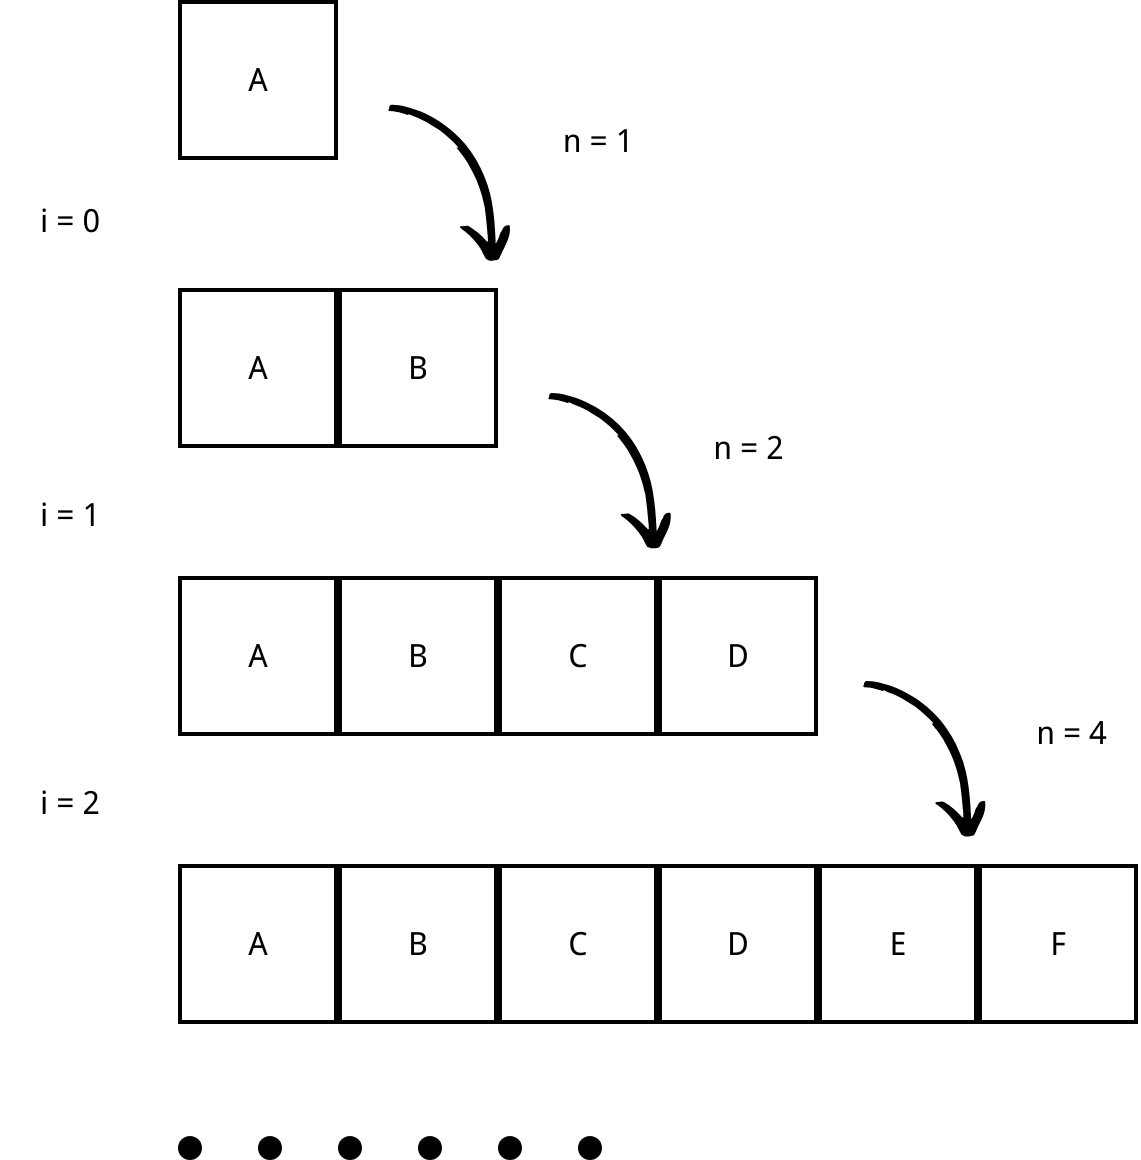 A
n = 1
i = 0
A B
n = 2
i = 1
A B C D
n = 4
i = 2
A B C D E F